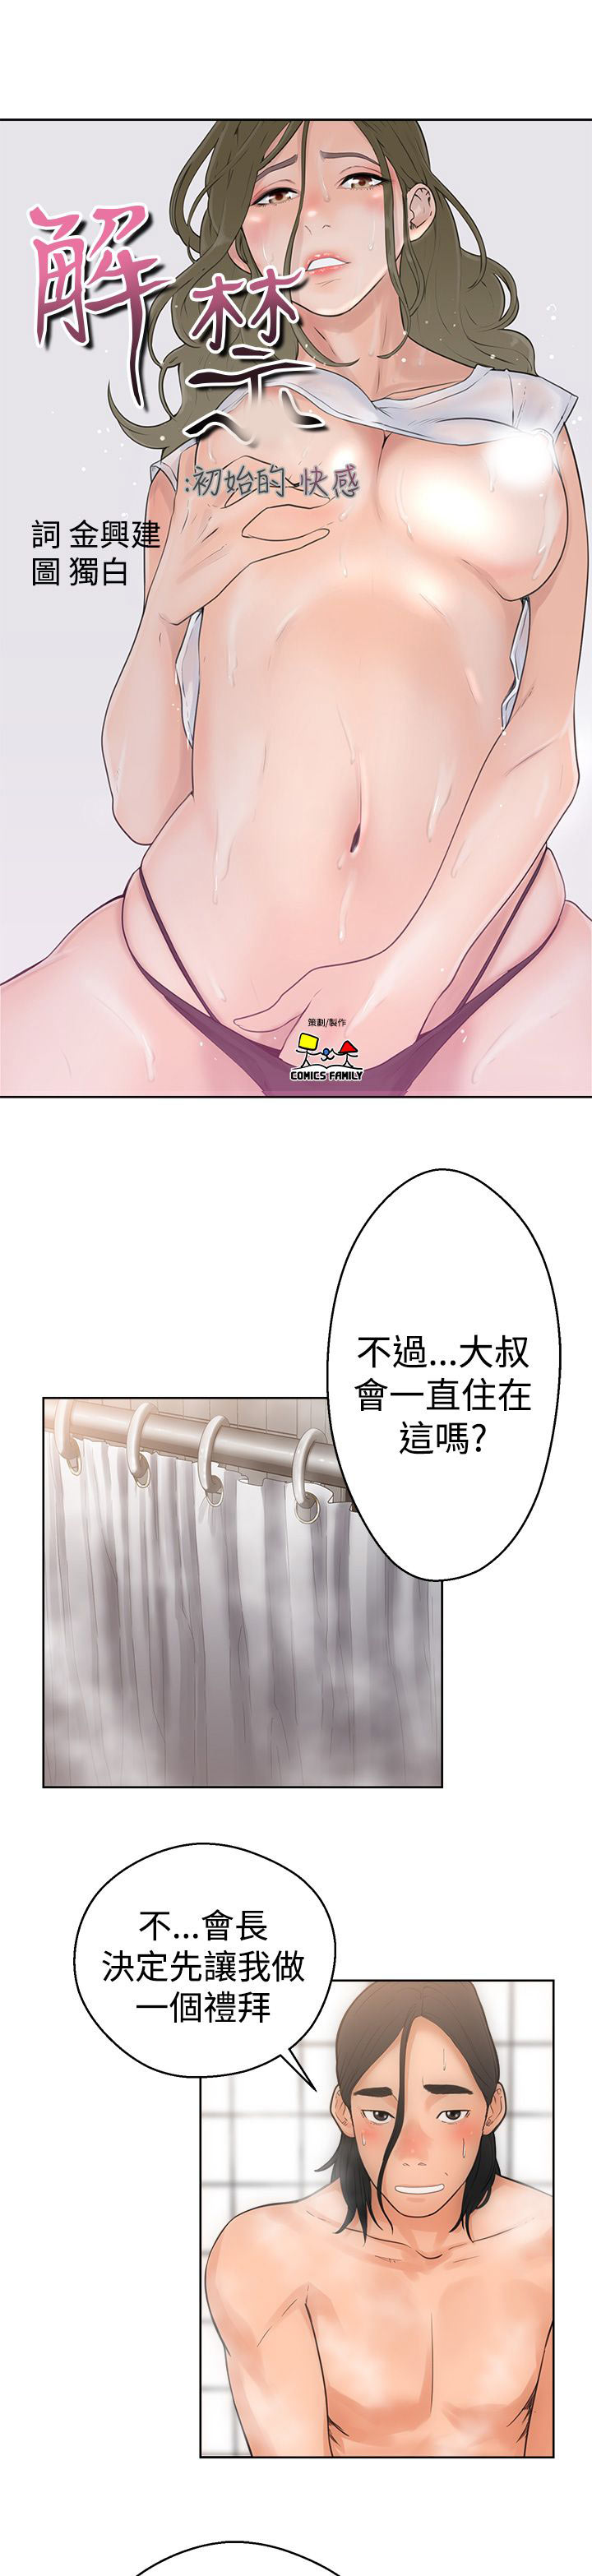 解禁
:初始的 快感
詞 金興建
圖 獨白
策劃/製作
COMICS FAMILY
不過...大叔
會一直住在
這嗎?
不...會長
決定先讓我做
一個禮拜